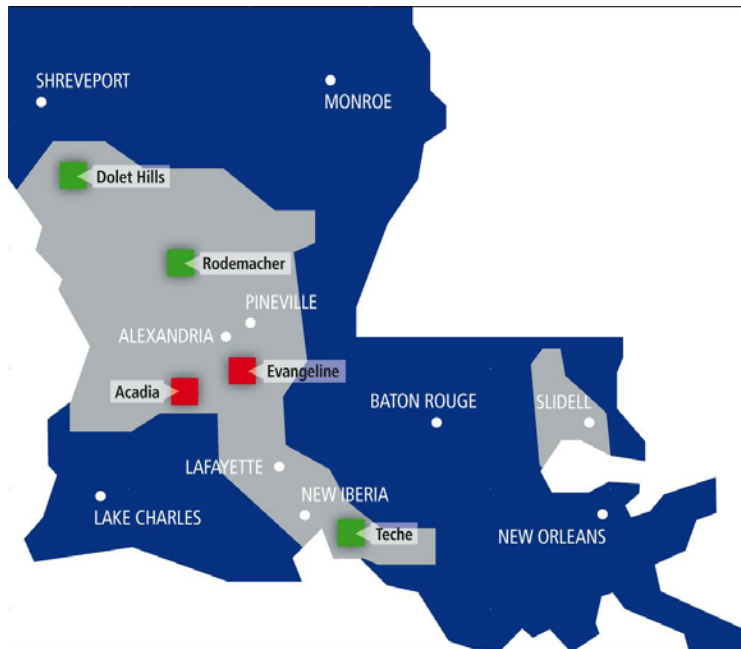 SHREVEPORT
MONROE
Dolet Hills
Rodemacher
PINEVILLE
ALEXANDRIA
Evangeline
Acadia
BATON ROUGE
SLIDELL
LAFAYETTE
NEW IBERIA
LAKE CHARLES
Teche
NEW ORLEANS